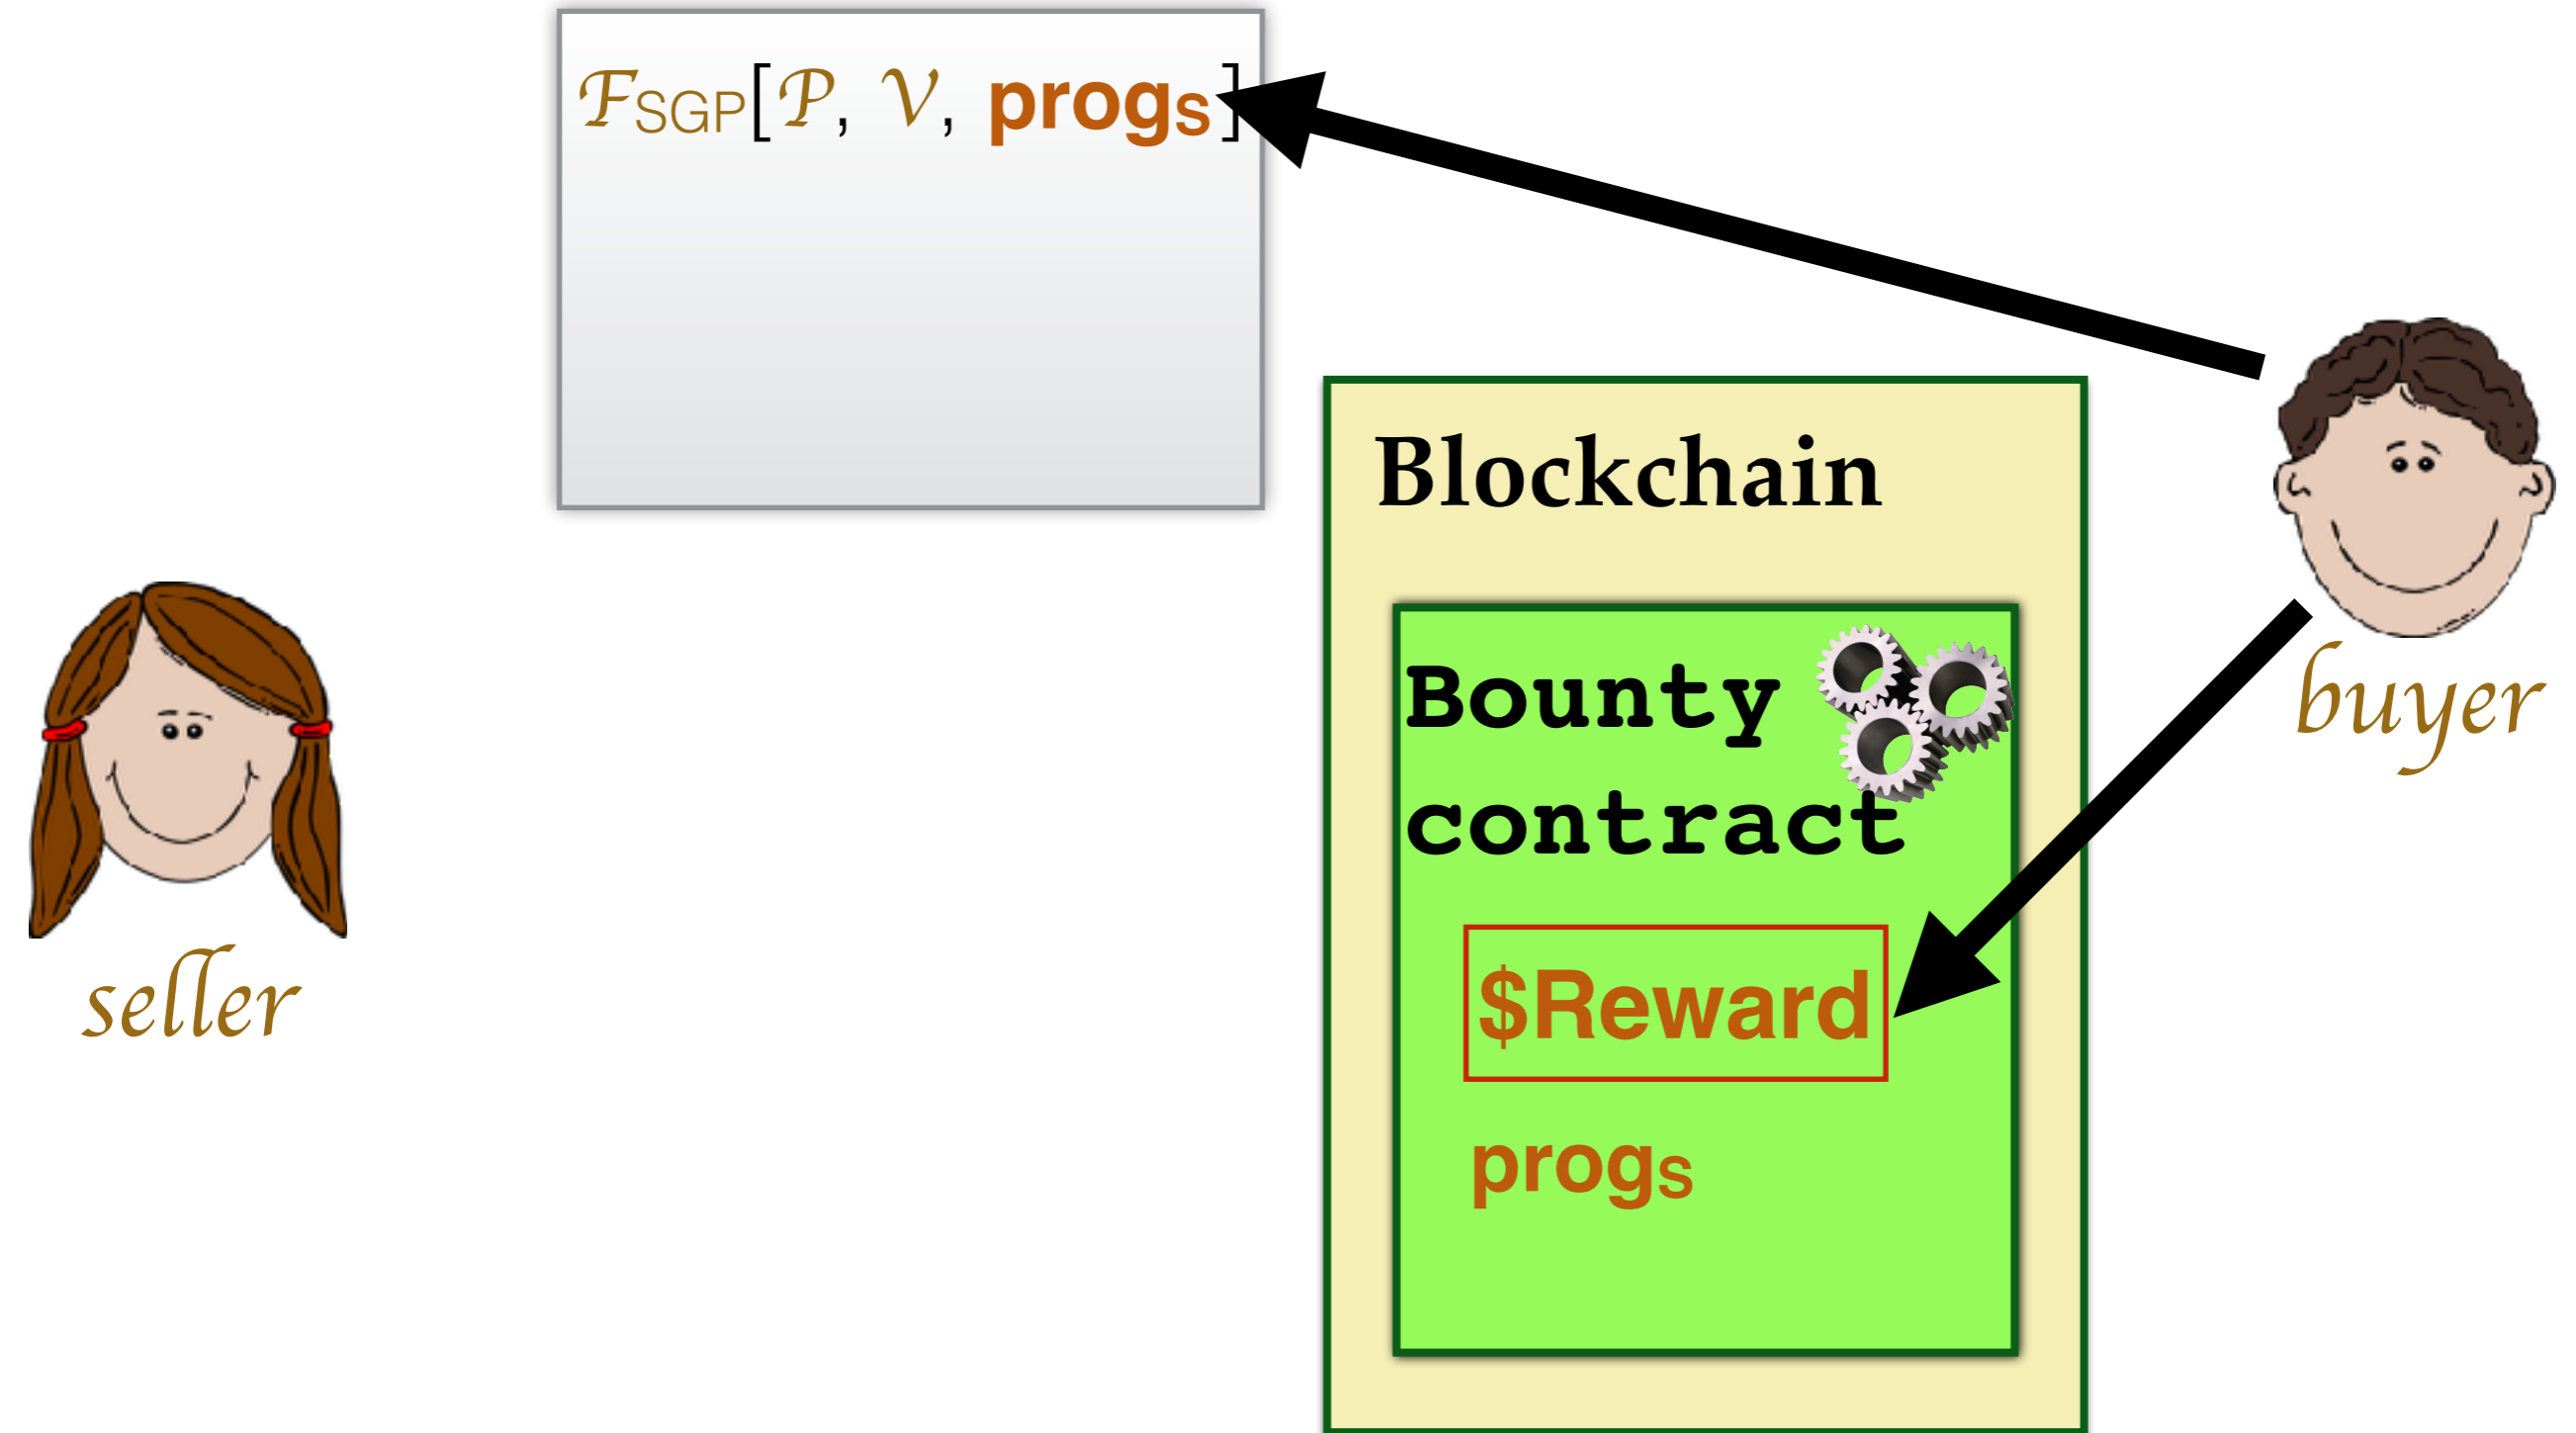 ℱSGP[𝒫, 𝒱, progs]
Blockchain
Bounty
contract
$Reward
progs
seller
buyer